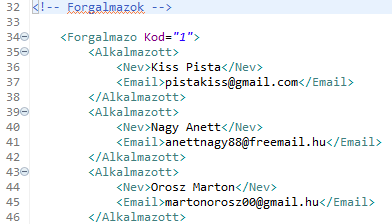 32 <!-- Forgalmazok -->
33
34 <Forgalmazo Kod="1">
35 <Alkalmazott>
36 <Nev>Kiss Pista</Nev>
37 <Email>pistakiss@gmail.com</Email>
38 </Alkalmazott>
39 <Alkalmazott>
40 <Nev>Nagy Anett</Nev>
41 <Email>anettnagy88@freemail.hu</Email>
42 </Alkalmazott>
43 <Alkalmazott>
44 <Nev>Orosz Marton</Nev>
45 <Email>martonorosz00@gmail.hu</Email>
46 </Alkalmazott>